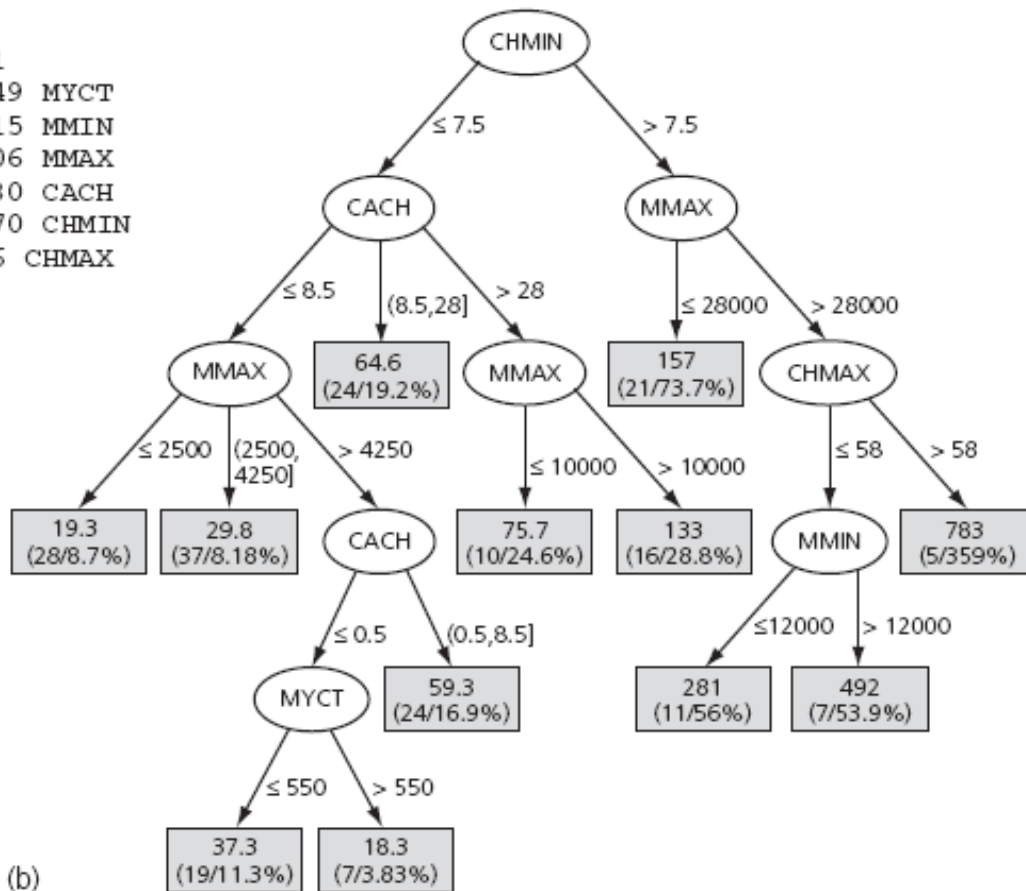 CHMIN
49 MYCT
15 MMIN
06 MMAX
30 CACH
70 CHMIN
5 CHMAX
≤ 7.5
> 7.5
CACH
MMAX
≤ 8.5
(8.5,28]
> 28
≤ 28000
> 28000
MMAX
64.6
(24/19.2%)
MMAX
157
(21/73.7%)
CHMAX
≤ 2500
(2500,
4250]
> 4250
≤ 10000
> 10000
≤ 58
> 58
19.3
(28/8.7%)
29.8
(37/8.18%)
CACH
75.7
(10/24.6%)
133
(16/28.8%)
MMIN
783
(5/359%)
≤ 0.5
(0.5,8.5]
≤12000
> 12000
MYCT
59.3
(24/16.9%)
281
(11/56%)
492
(7/53.9%)
≤ 550
> 550
37.3
(19/11.3%)
18.3
(7/3.83%)
(b)